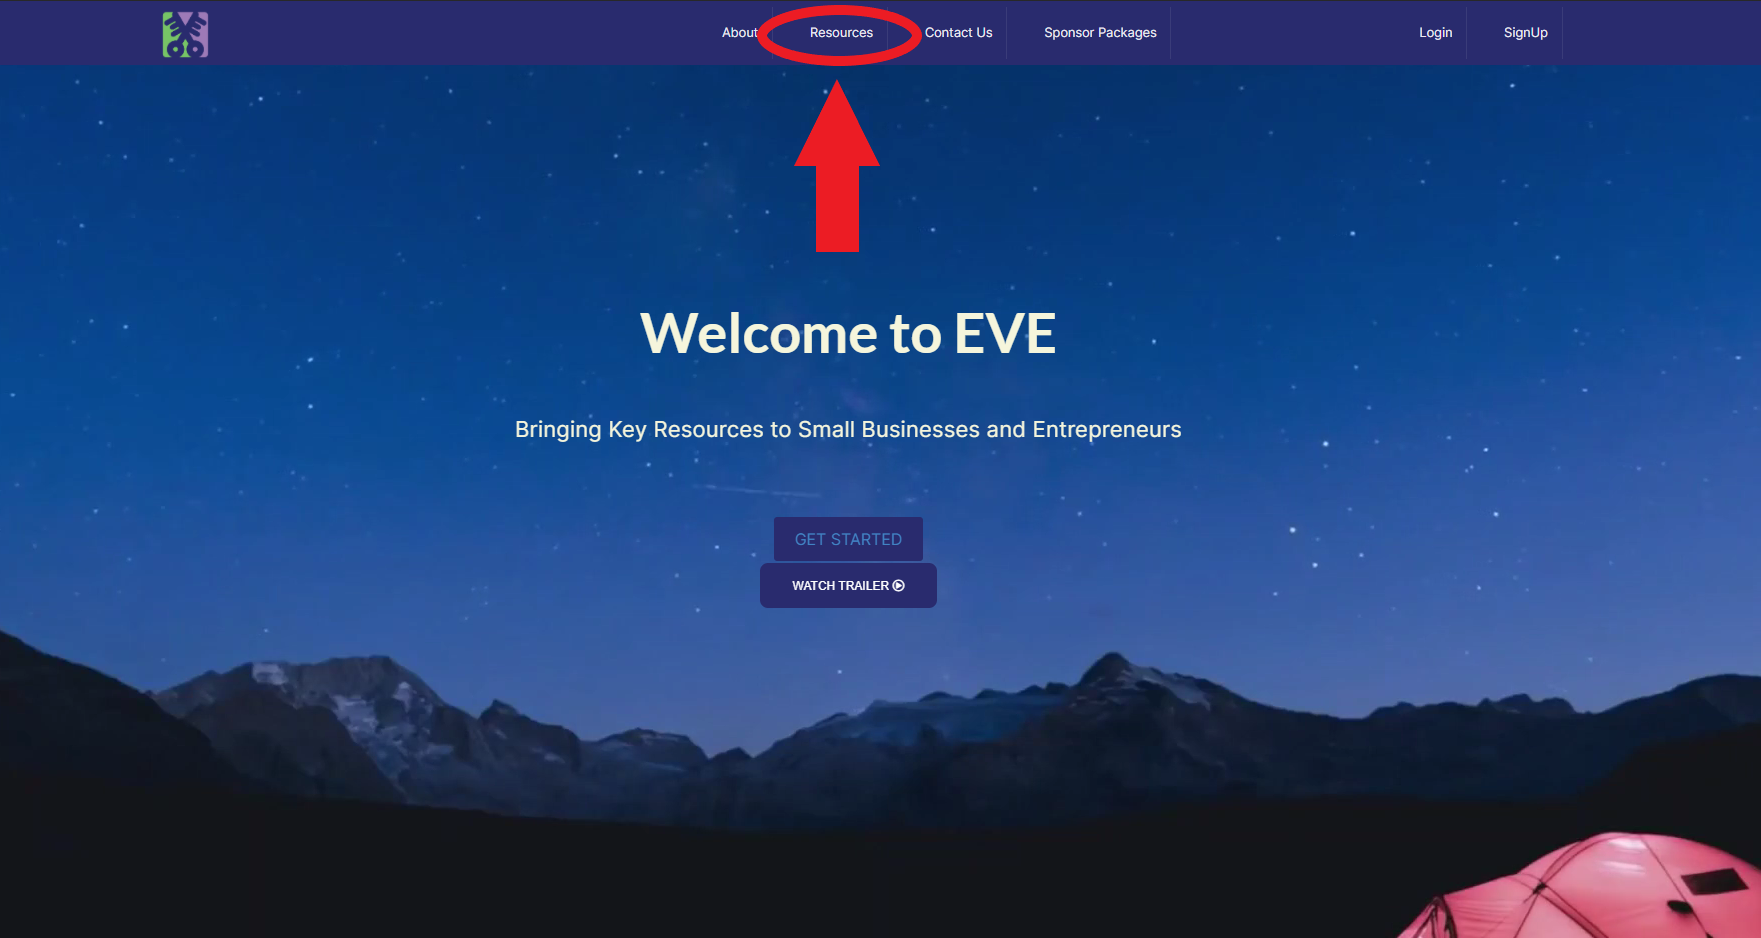 About Resources Contact Us Sponsor Packages Login SignUp
Welcome to EVE
Bringing Key Resources to Small Businesses and Entrepreneurs
GET STARTED
WATCH TRAILER